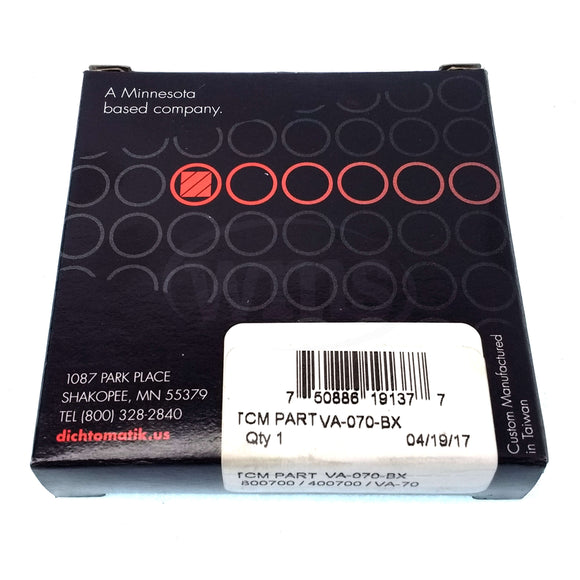 A Minnesota
based company.
1087 PARK PLACE
SHAKOPEE, MN 55379
TEL (800) 328-2840
dichtomatik.us
7 50886 19137 7
TCM PART VA-070-BX
Qty 1 04/19/17
TCM PART VA-070-BX
800700 / 400700 / VA-70
Custom Manufactured
in Taiwan